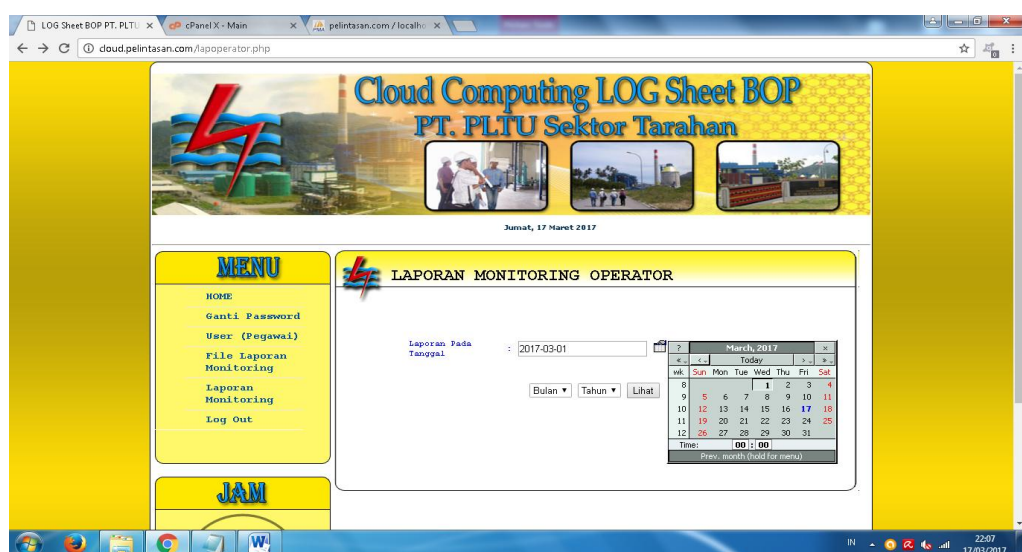 LOG Sheet BOP PT. PLTU
cPanel X - Main
pelintasan.com / localho
cloud.pelintasan.com/lapoperator.php
Cloud Computing LOG Sheet BOP
PT. PLTU Sektor Tarahan
Jumat, 17 Maret 2017
MENU
HOME
Ganti Password
User (Pegawai)
File Laporan
Monitoring
Laporan
Monitoring
Log Out
JAM
LAPORAN MONITORING OPERATOR
Laporan Pada
Tanggal
: 2017-03-01
Bulan Tahun Lihat
? March, 2017 ×
« ‹ Today › »
wk Sun Mon Tue Wed Thu Fri Sat
8 1 2 3 4
9 5 6 7 8 9 10 11
10 12 13 14 15 16 17 18
11 19 20 21 22 23 24 25
12 26 27 28 29 30 31
Time: 00 : 00
Prev. month (hold for menu)
IN
22:07
17/03/2017